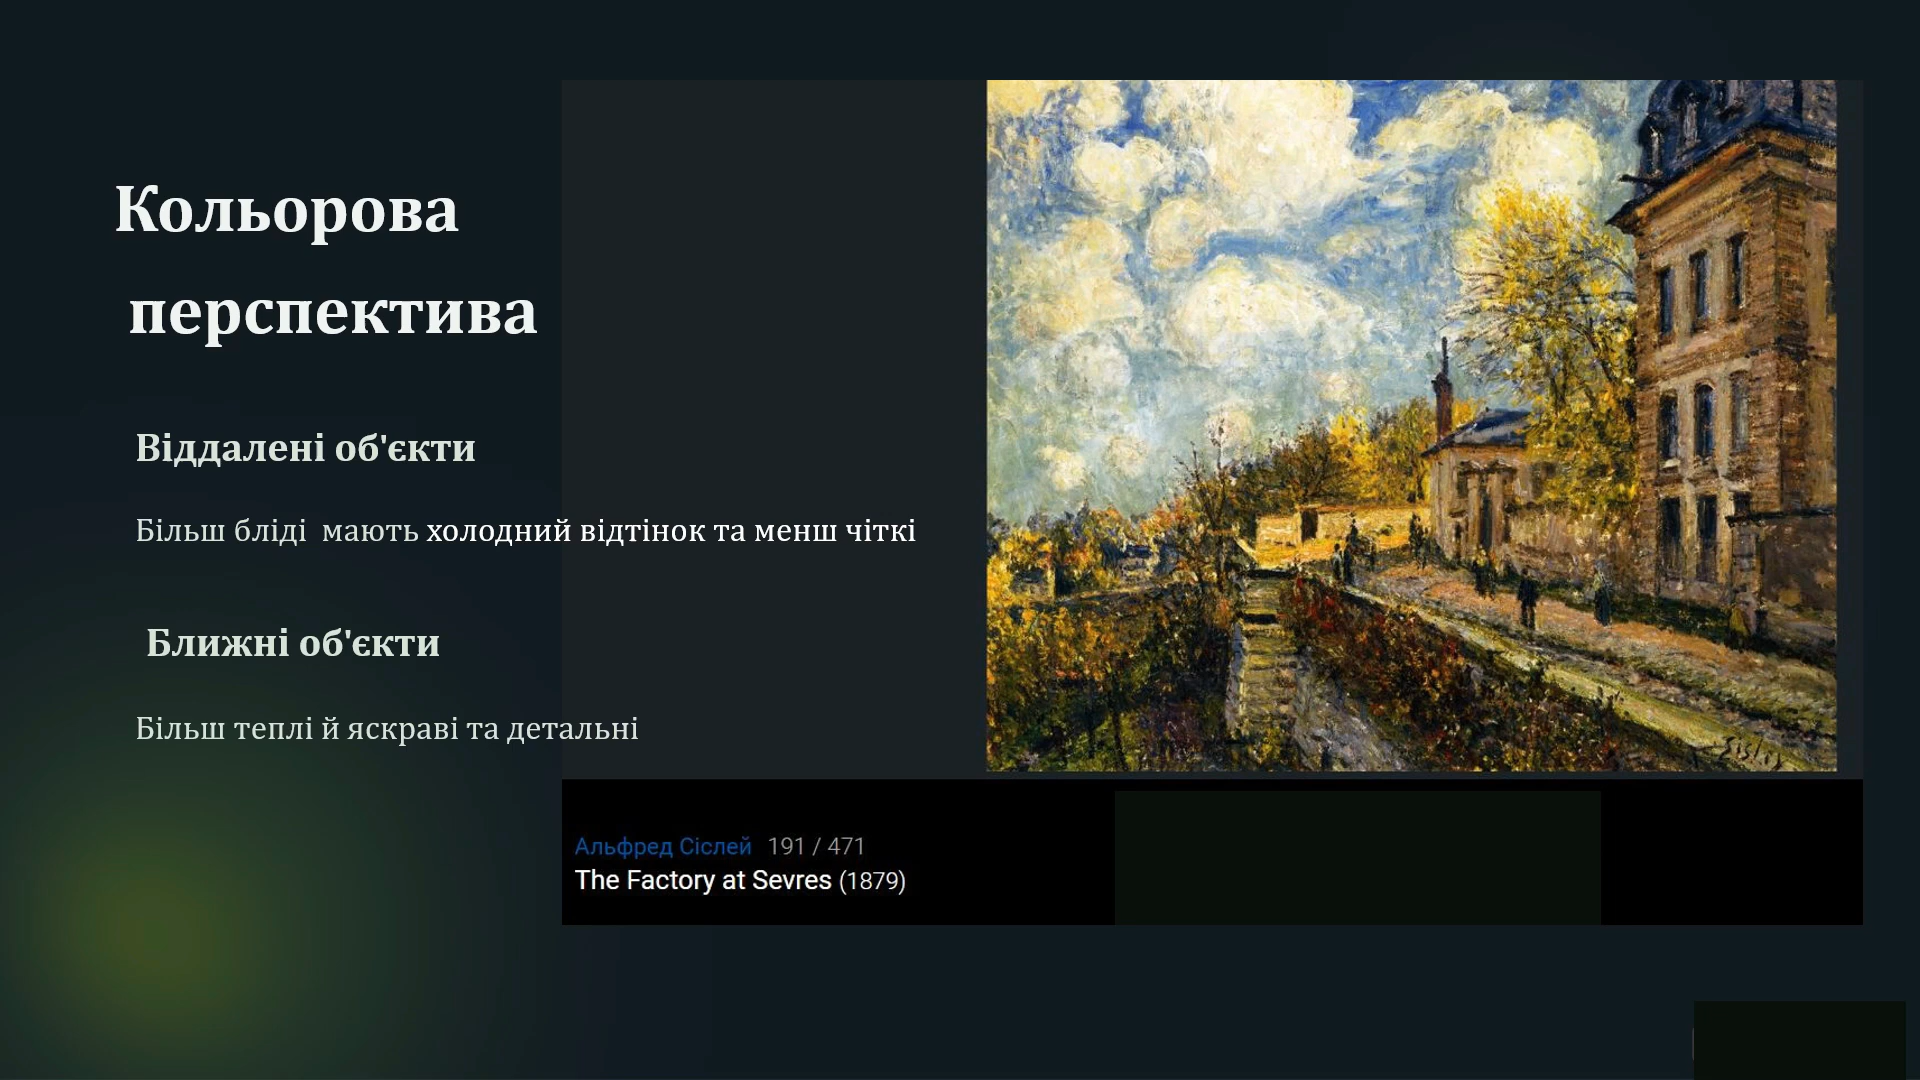 Кольорова
перспектива
Віддалені об'єкти
Більш бліді мають холодний відтінок та менш чіткі
Ближні об'єкти
Більш теплі й яскраві та детальні
Sisley
Альфред Сіслей 191 / 471
The Factory at Sevres (1879)